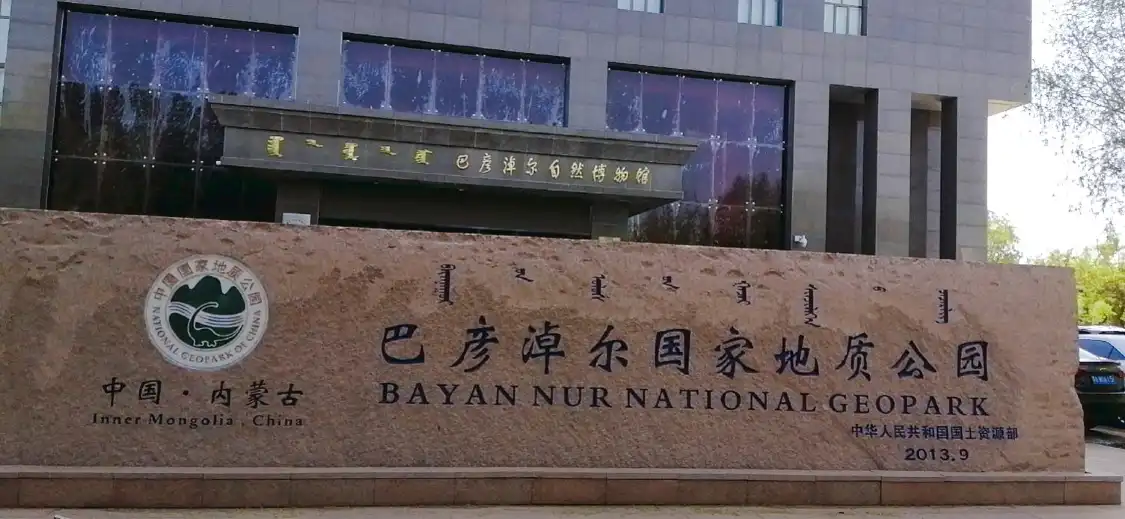 巴彦淖尔自然博物馆
中国国家地质公园
NATIONAL GEOPARK OF CHINA
中国·内蒙古
Inner Mongolia , China
巴彦淖尔国家地质公园
BAYAN NUR NATIONAL GEOPARK
中华人民共和国国土资源部
2013.9